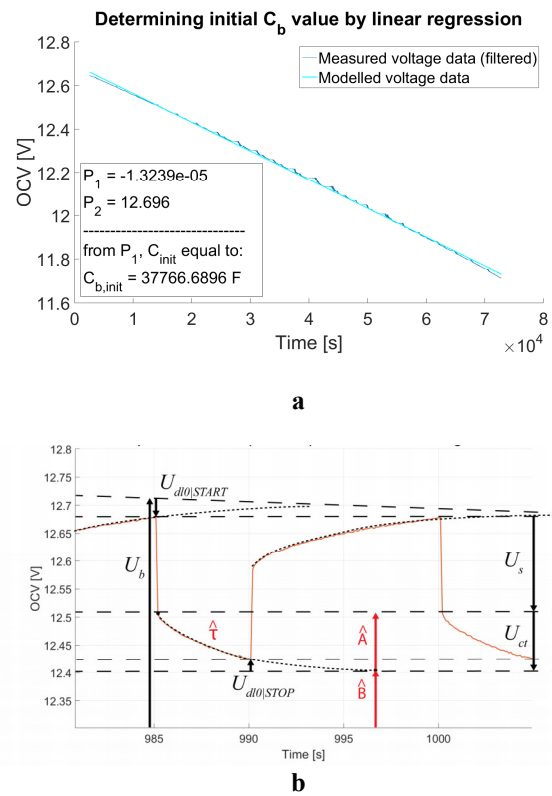 Determining initial C_b value by linear regression
12.8
12.6
12.4
12.2
12
11.8
11.6
OCV [V]
Measured voltage data (filtered)
Modelled voltage data
P_1 = -1.3239e-05
P_2 = 12.696
------------------------------
from P_1, C_init equal to:
C_b,init = 37766.6896 F
0 1 2 3 4 5 6 7 8
Time [s]
×10^4
a
12.8
12.75
12.7
12.65
12.6
12.55
12.5
12.45
12.4
12.35
OCV [V]
U_dl0|START
U_b
U_s
τ̂
Â
U_ct
U_dl0|STOP
B̂
985 990 995 1000
Time [s]
b